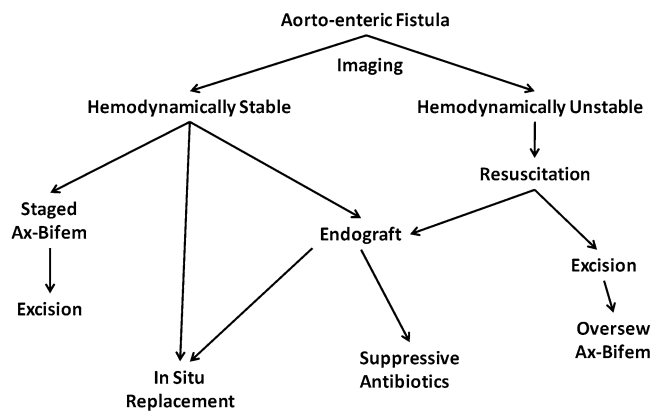 Aorto-enteric Fistula
Imaging
Hemodynamically Stable
Hemodynamically Unstable
Resuscitation
Staged
Ax-Bifem
Endograft
Excision
Excision
Oversew
Ax-Bifem
Suppressive
Antibiotics
In Situ
Replacement